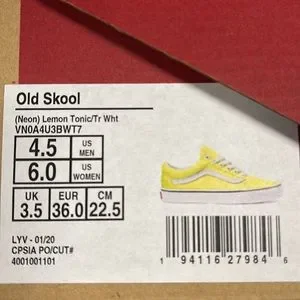 Old Skool
(Neon) Lemon Tonic/Tr Wht
VN0A4U3BWT7
4.5 US MEN
6.0 US WOMEN
UK EUR CM
3.5 36.0 22.5
LYV - 01/20
CPSIA PO/CUT#
4001001101
1 94116 27984 6